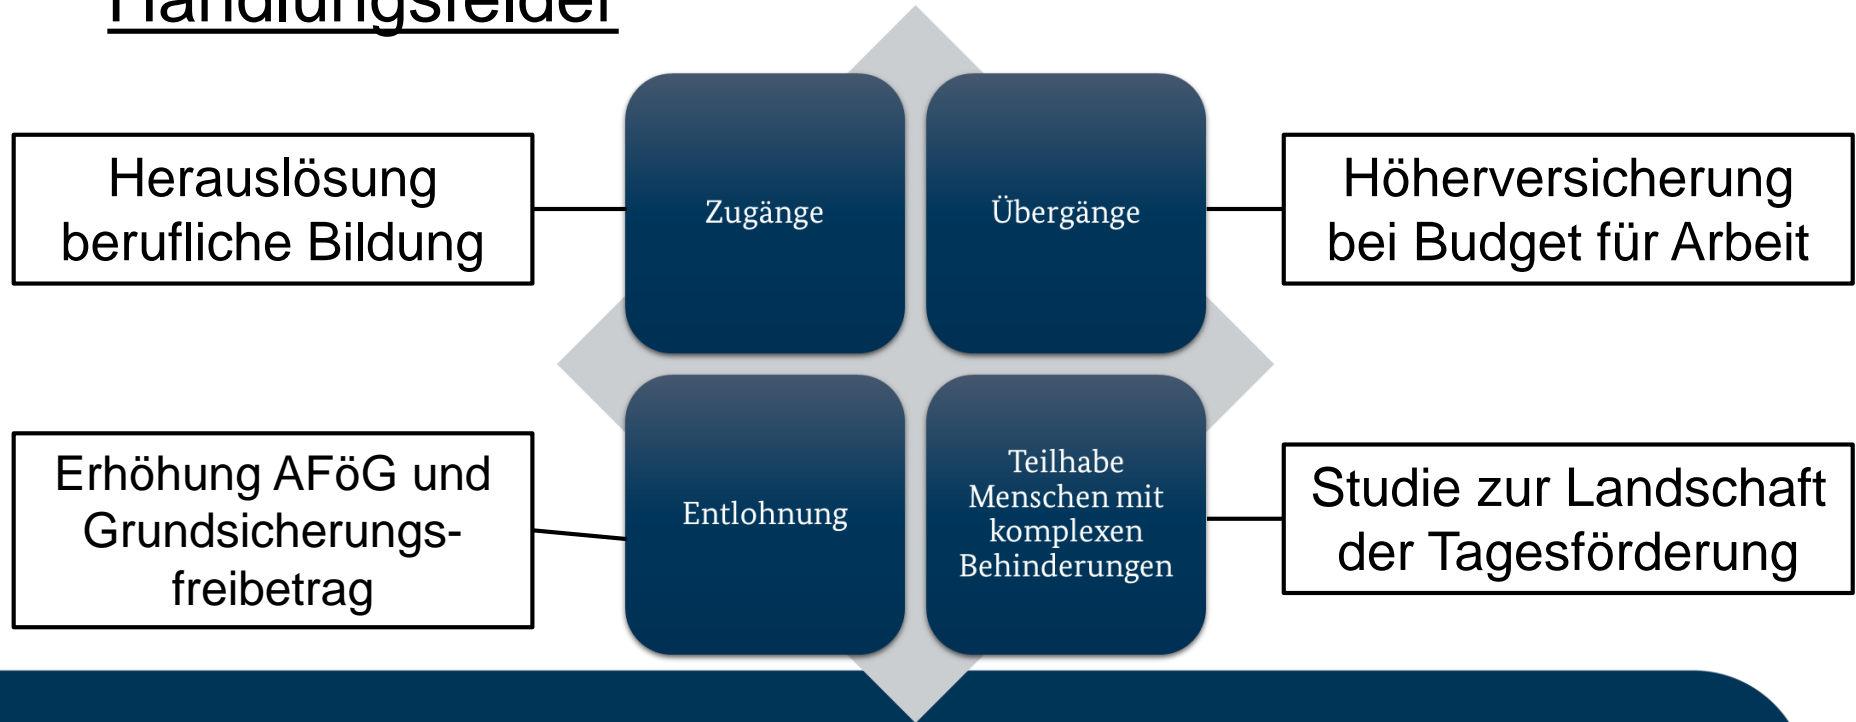 Handlungsfelder
Herauslösung
berufliche Bildung
Zugänge
Übergänge
Höherversicherung
bei Budget für Arbeit
Erhöhung AFöG und
Grundsicherungs-
freibetrag
Entlohnung
Teilhabe
Menschen mit
komplexen
Behinderungen
Studie zur Landschaft
der Tagesförderung